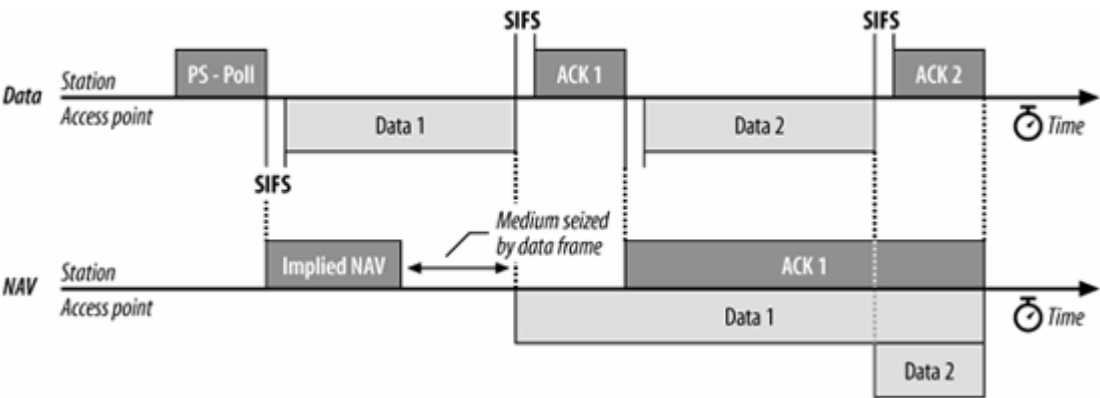 SIFS
SIFS
PS - Poll
ACK 1
ACK 2
Station
Data
Access point
Data 1
Data 2
Time
SIFS
Medium seized
by data frame
Implied NAV
ACK 1
Station
NAV
Access point
Data 1
Time
Data 2